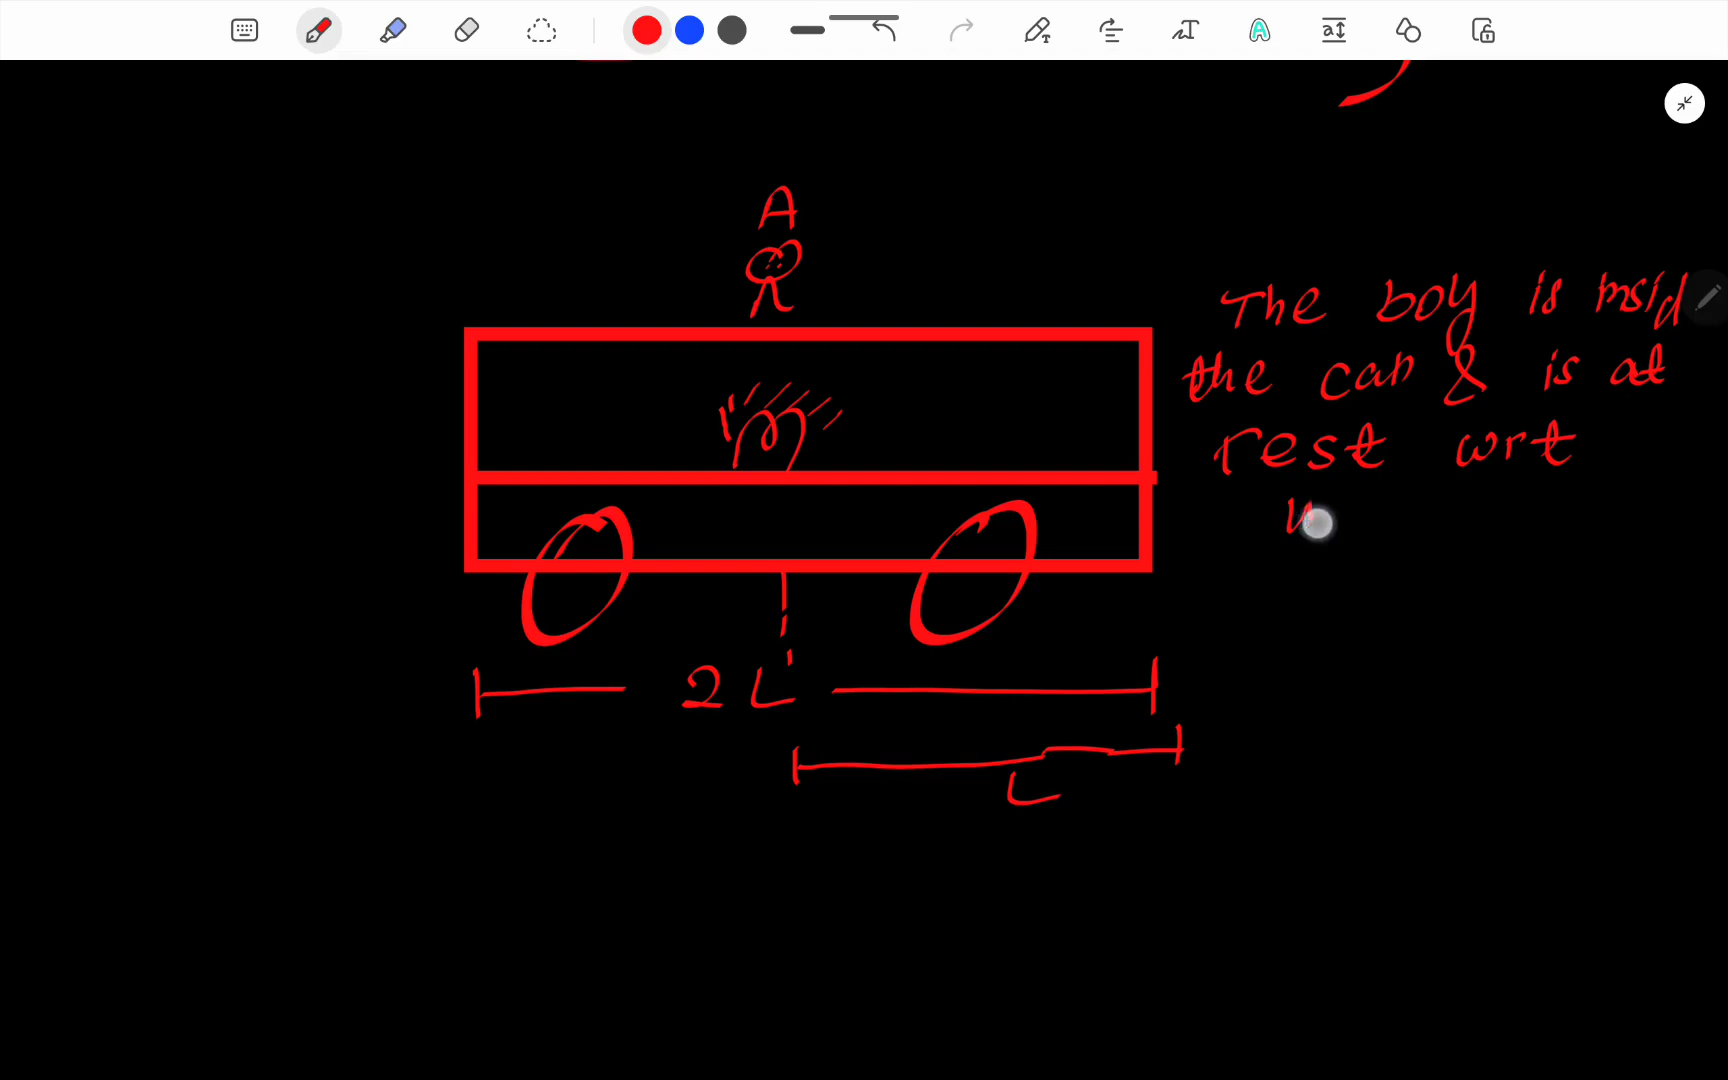 A
The boy is insid
the car & is at
rest wrt
2L
L